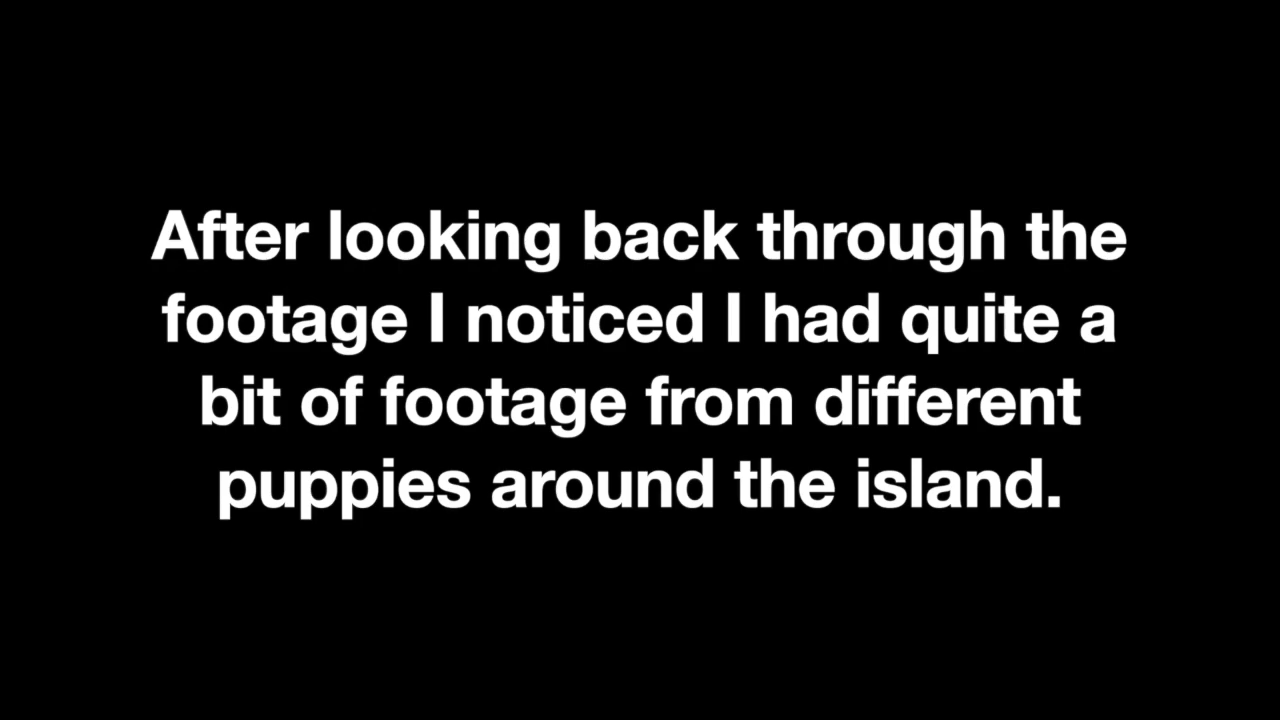 After looking back through the
footage I noticed I had quite a
bit of footage from different
puppies around the island.